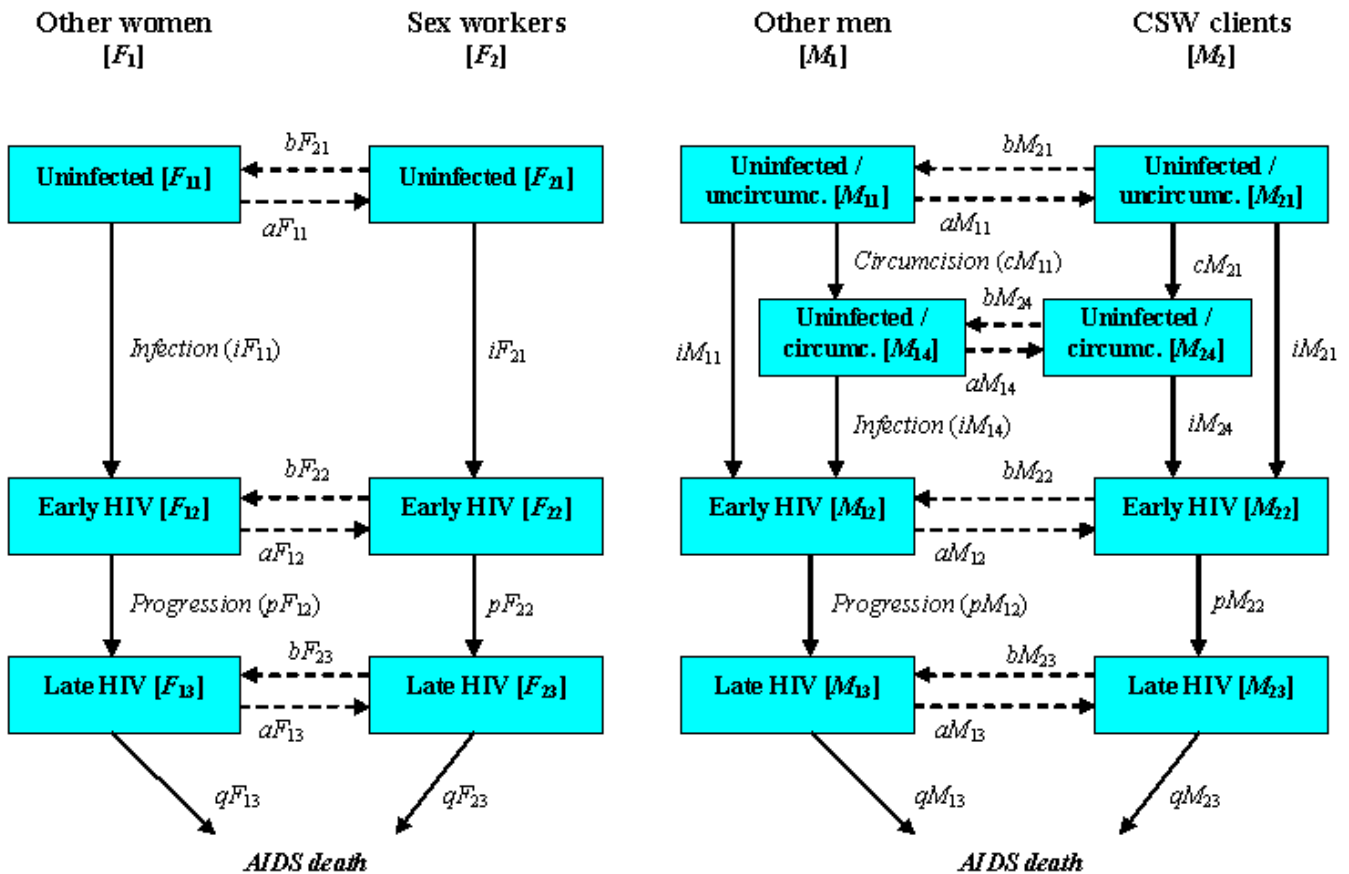 Other women
[F₁]
Sex workers
[F₂]
Other men
[M₁]
CSW clients
[M₂]
bF₂₁
Uninfected [F₁₁]
Uninfected [F₂₁]
aF₁₁
bM₂₁
Uninfected /
uncircumc. [M₁₁]
Uninfected /
uncircumc. [M₂₁]
aM₁₁
Circumcision (cM₁₁)
cM₂₁
bM₂₄
Uninfected /
circumc. [M₁₄]
Uninfected /
circumc. [M₂₄]
aM₁₄
Infection (iF₁₁)
iF₂₁
iM₁₁
iM₂₁
Infection (iM₁₄)
iM₂₄
bF₂₂
Early HIV [F₁₂]
Early HIV [F₂₂]
aF₁₂
bM₂₂
Early HIV [M₁₂]
Early HIV [M₂₂]
aM₁₂
Progression (pF₁₂)
pF₂₂
Progression (pM₁₂)
pM₂₂
bF₂₃
Late HIV [F₁₃]
Late HIV [F₂₃]
aF₁₃
bM₂₃
Late HIV [M₁₃]
Late HIV [M₂₃]
aM₁₃
qF₁₃
qF₂₃
qM₁₃
qM₂₃
AIDS death
AIDS death